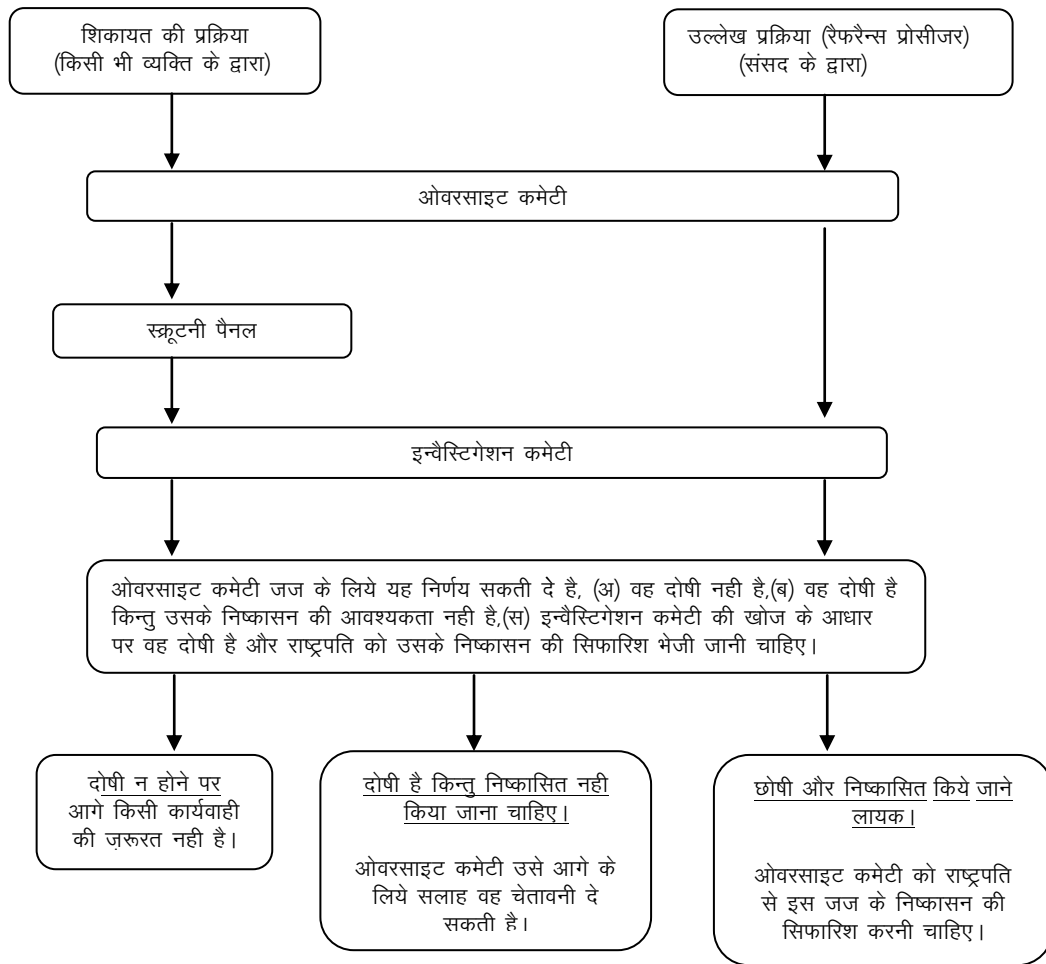 शिकायत की प्रक्रिया
(किसी भी व्यक्ति के द्वारा)
उल्लेख प्रक्रिया (रैफरैन्स प्रोसीजर)
(संसद के द्वारा)
ओवरसाइट कमेटी
स्क्रूटनी पैनल
इन्वैस्टिगेशन कमेटी
ओवरसाइट कमेटी जज के लिये यह निर्णय सकती दे है, (अ) वह दोषी नही है,(ब) वह दोषी है
किन्तु उसके निष्कासन की आवश्यकता नही है,(स) इन्वैस्टिगेशन कमेटी की खोज के आधार
पर वह दोषी है और राष्ट्रपति को उसके निष्कासन की सिफारिश भेजी जानी चाहिए।
दोषी न होने पर
आगे किसी कार्यवाही
की ज़रूरत नही है।
दोषी है किन्तु निष्कासित नही
किया जाना चाहिए।
ओवरसाइट कमेटी उसे आगे के
लिये सलाह वह चेतावनी दे
सकती है।
छोषी और निष्कासित किये जाने
लायक।
ओवरसाइट कमेटी को राष्ट्रपति
से इस जज के निष्कासन की
सिफारिश करनी चाहिए।